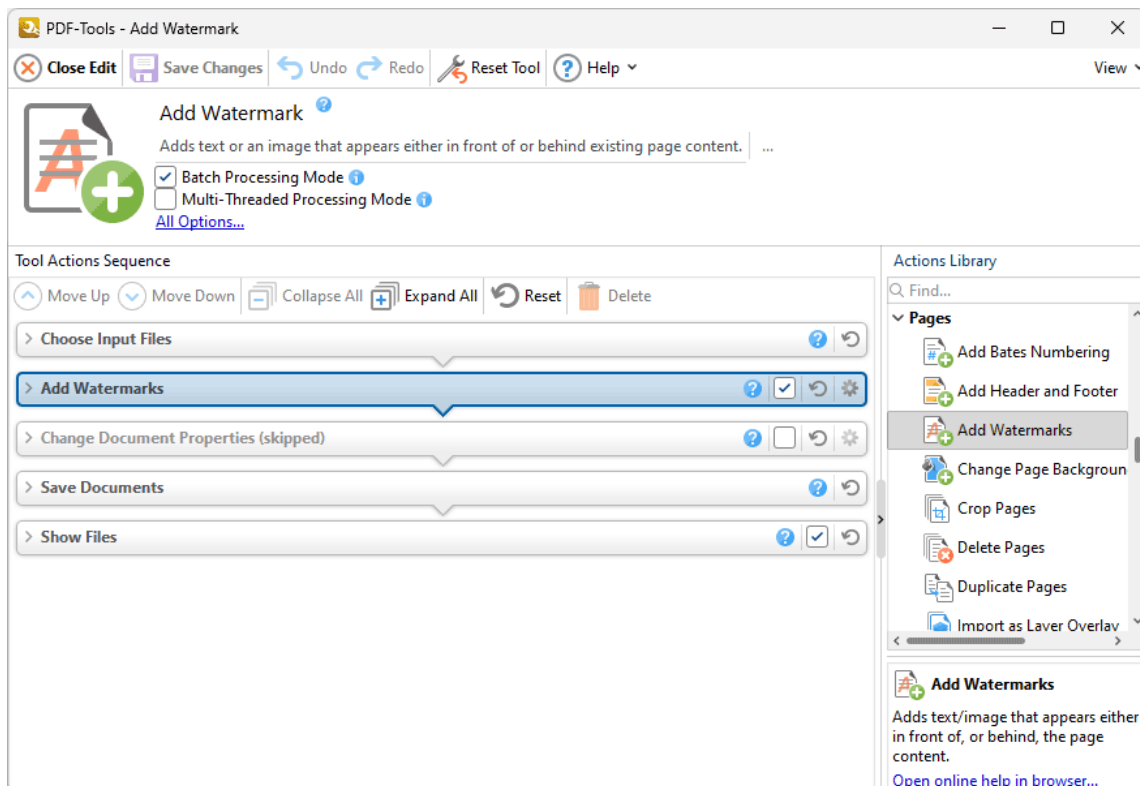 PDF-Tools - Add Watermark
Close Edit Save Changes Undo Redo Reset Tool ? Help View
Add Watermark ?
Adds text or an image that appears either in front of or behind existing page content. ...
Batch Processing Mode i
Multi-Threaded Processing Mode i
All Options...
Tool Actions Sequence
Move Up Move Down Collapse All Expand All Reset Delete
Choose Input Files ?
Add Watermarks ?
Change Document Properties (skipped) ?
Save Documents ?
Show Files ?
Actions Library
Find...
Pages
# Add Bates Numbering
Add Header and Footer
A Add Watermarks
Change Page Backgroun
Crop Pages
Delete Pages
Duplicate Pages
Import as Layer Overlay
A Add Watermarks
Adds text/image that appears either
in front of, or behind, the page
content.
Open online help in browser...